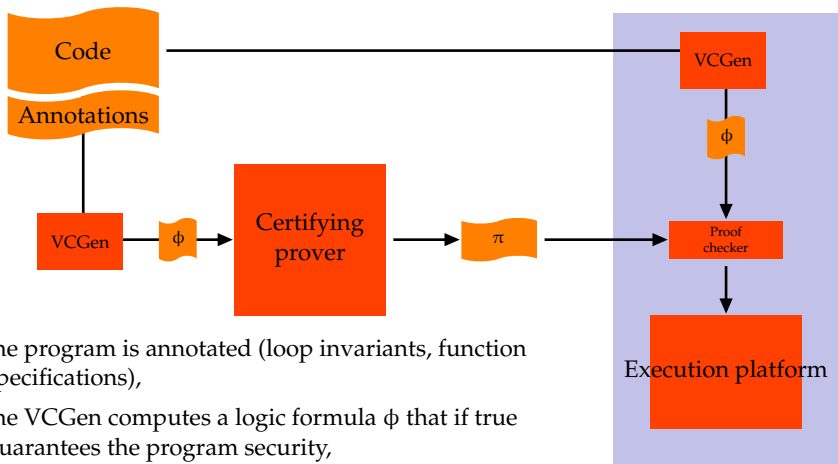 Code
VCGen
Annotations
ϕ
Certifying
prover
VCGen
ϕ
π
Proof
checker
he program is annotated (loop invariants, function
pecifications),
Execution platform
he VCGen computes a logic formula ϕ that if true
uarantees the program security,